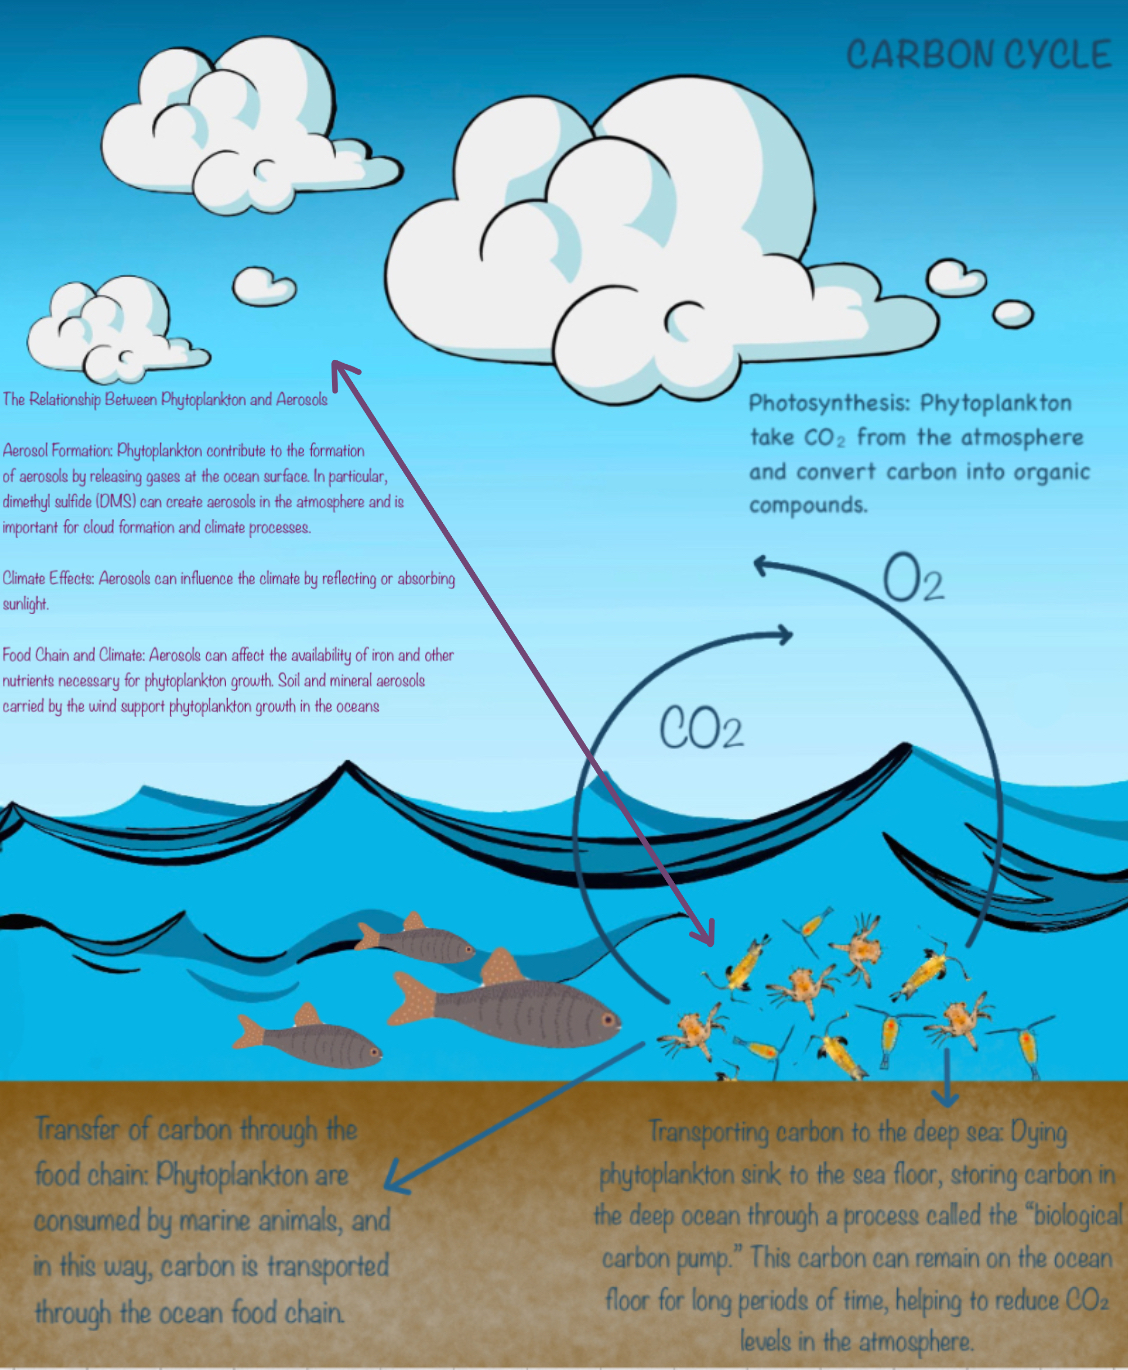 CARBON CYCLE
The Relationship Between Phytoplankton and Aerosols
Aerosol Formation: Phytoplankton contribute to the formation
of aerosols by releasing gases at the ocean surface. In particular,
dimethyl sulfide (DMS) can create aerosols in the atmosphere and is
important for cloud formation and climate processes.
Climate Effects: Aerosols can influence the climate by reflecting or absorbing
sunlight.
Food Chain and Climate: Aerosols can affect the availability of iron and other
nutrients necessary for phytoplankton growth. Soil and mineral aerosols
carried by the wind support phytoplankton growth in the oceans
Photosynthesis: Phytoplankton
take CO₂ from the atmosphere
and convert carbon into organic
compounds.
O2
CO2
Transfer of carbon through the
food chain: Phytoplankton are
consumed by marine animals, and
in this way, carbon is transported
through the ocean food chain.
Transporting carbon to the deep sea: Dying
phytoplankton sink to the sea floor, storing carbon in
the deep ocean through a process called the “biological
carbon pump.” This carbon can remain on the ocean
floor for long periods of time, helping to reduce CO₂
levels in the atmosphere.